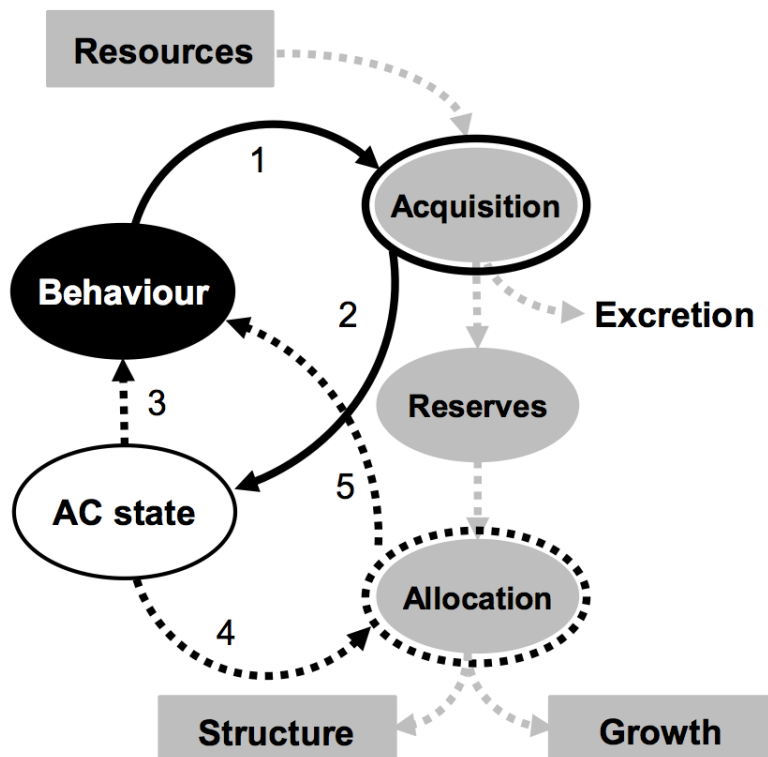 Resources
1
Acquisition
Behaviour
2
Excretion
3
Reserves
5
AC state
Allocation
4
Structure
Growth